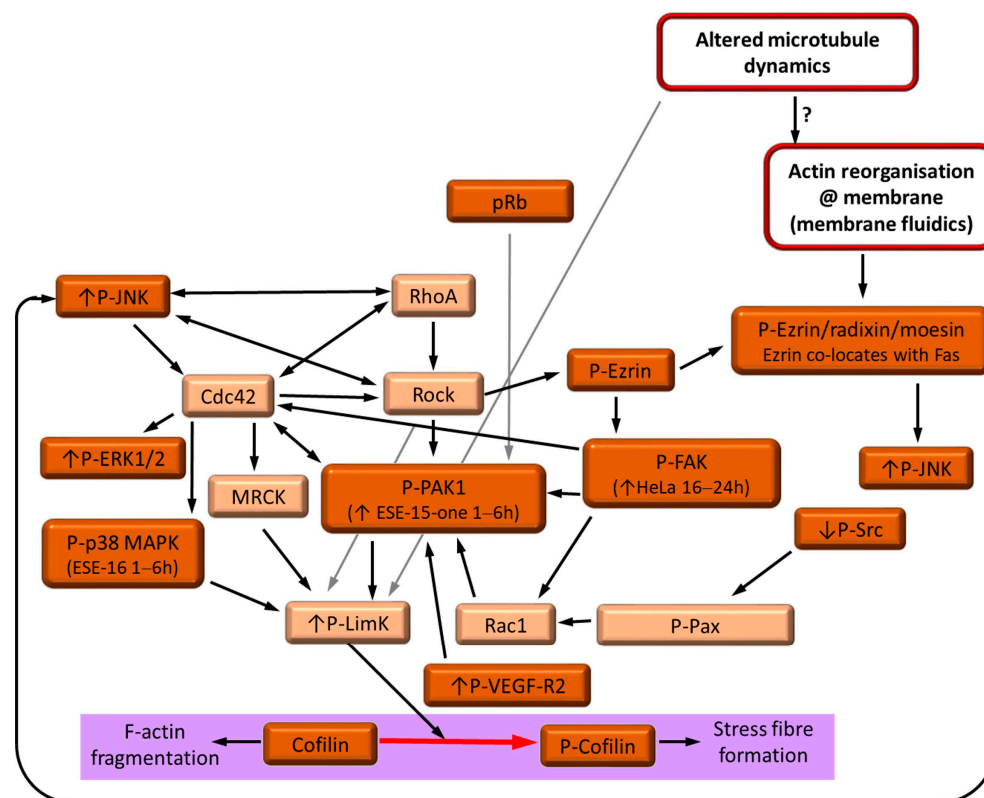 Altered microtubule
dynamics
?
Actin reorganisation
@ membrane
(membrane fluidics)
pRb
↑P-JNK
RhoA
P-Ezrin/radixin/moesin
Ezrin co-locates with Fas
P-Ezrin
Cdc42
Rock
↑P-ERK1/2
P-FAK
(↑HeLa 16–24h)
↑P-JNK
MRCK
P-PAK1
(↑ ESE-15-one 1–6h)
P-p38 MAPK
(ESE-16 1–6h)
↓P-Src
↑P-LimK
Rac1
P-Pax
↑P-VEGF-R2
F-actin
fragmentation
Cofilin
P-Cofilin
Stress fibre
formation